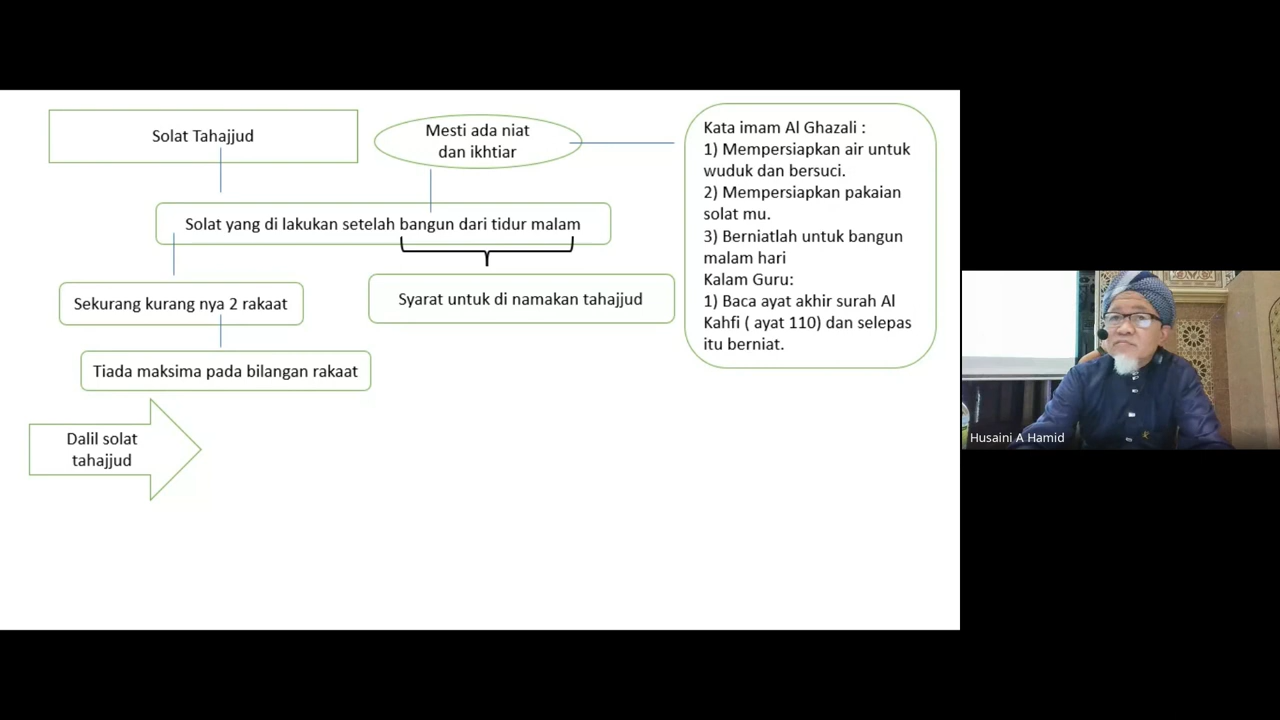 Solat Tahajjud
Mesti ada niat
dan ikhtiar
Solat yang di lakukan setelah bangun dari tidur malam
Sekurang kurang nya 2 rakaat
Syarat untuk di namakan tahajjud
Tiada maksima pada bilangan rakaat
Dalil solat
tahajjud
Kata imam Al Ghazali :
1) Mempersiapkan air untuk
wuduk dan bersuci.
2) Mempersiapkan pakaian
solat mu.
3) Berniatlah untuk bangun
malam hari
Kalam Guru:
1) Baca ayat akhir surah Al
Kahfi ( ayat 110) dan selepas
itu berniat.
Husaini A Hamid